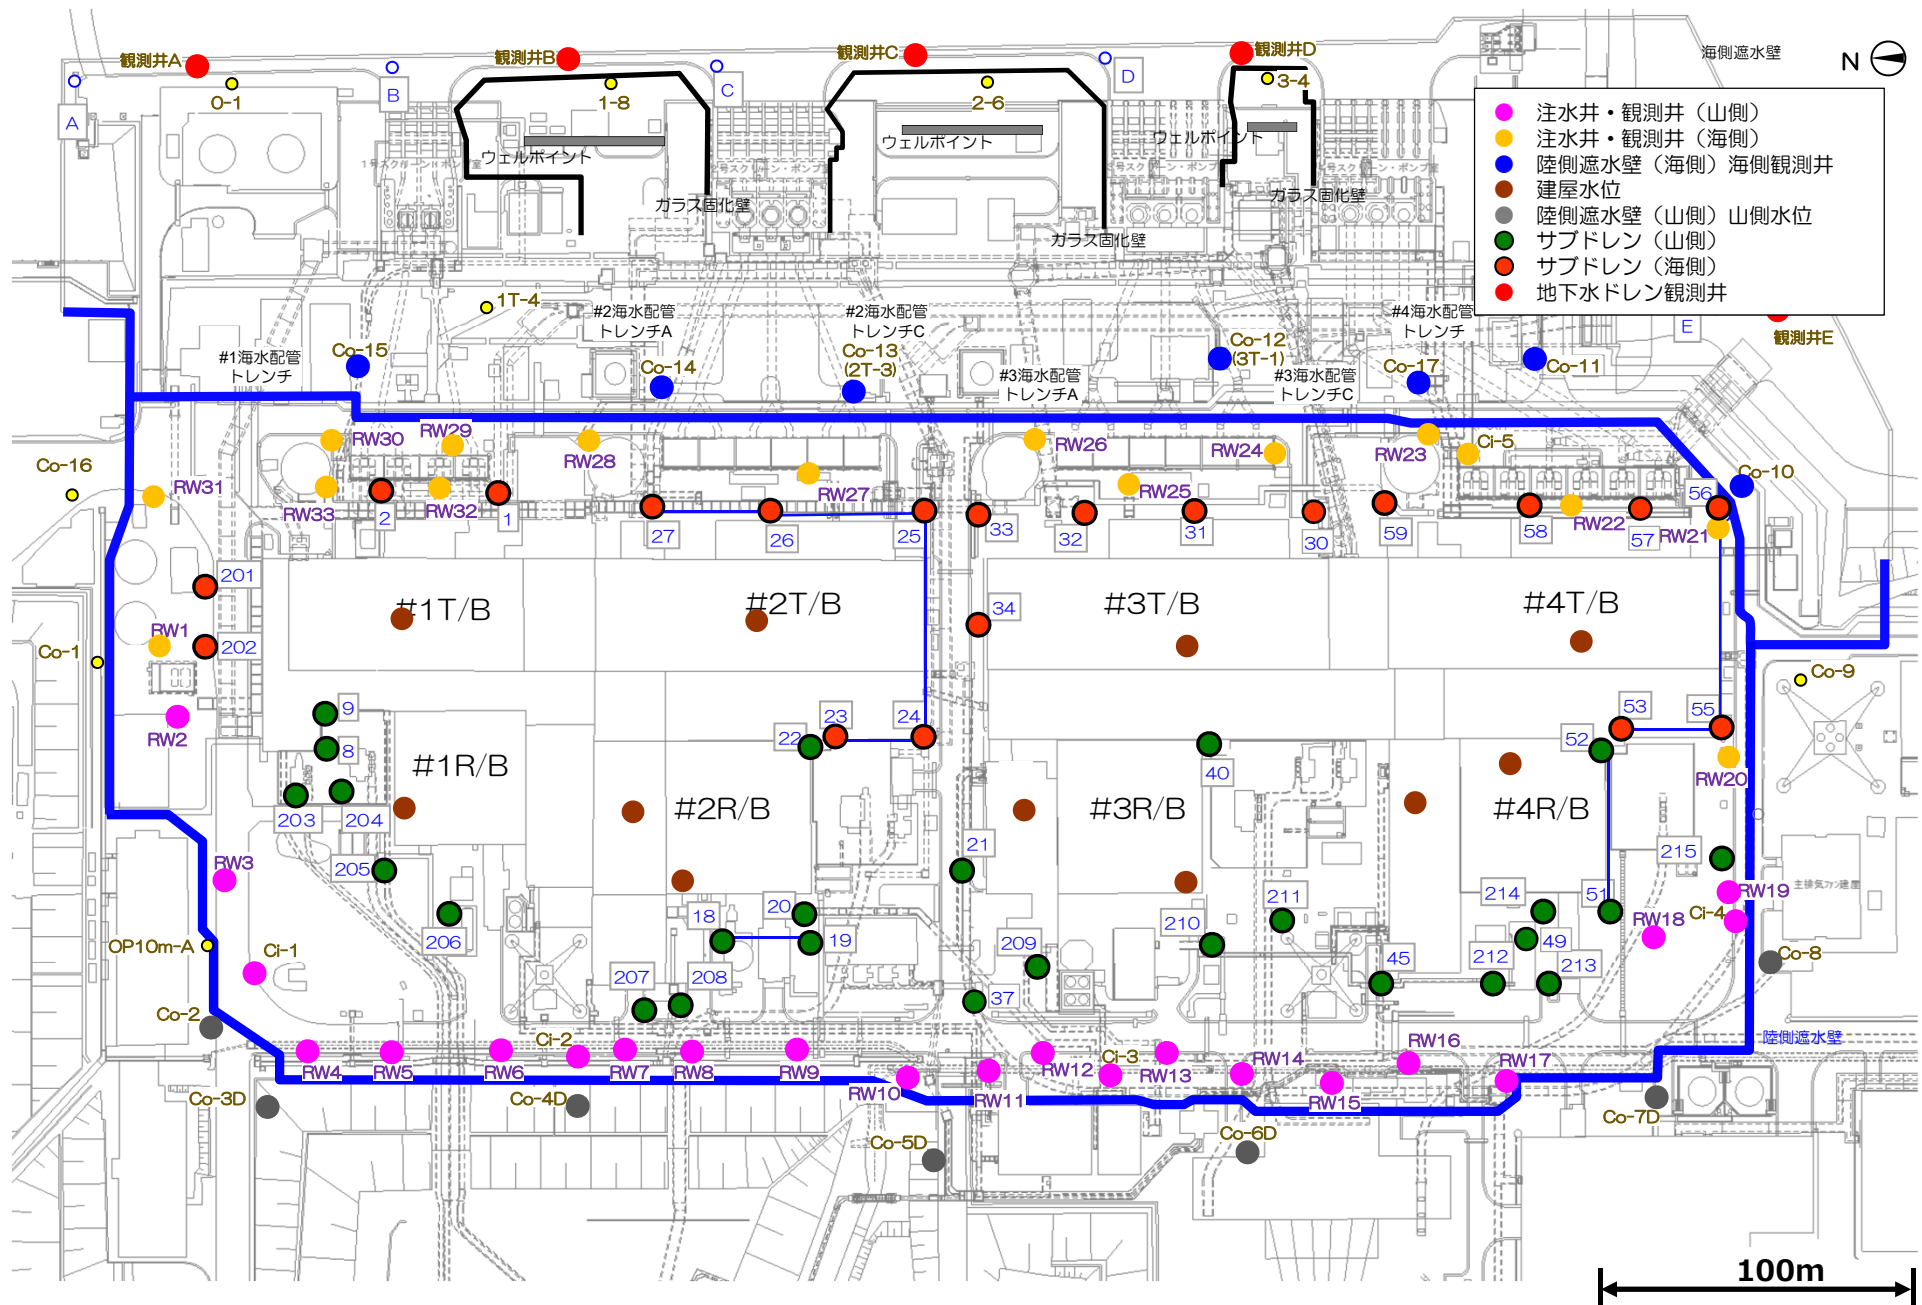 観測井A
観測井B
観測井C
観測井D
海側遮水壁
N
0-1
1-8
2-6
3-4
A
B
C
D
注水井・観測井（山側）
注水井・観測井（海側）
陸側遮水壁（海側）海側観測井
建屋水位
陸側遮水壁（山側）山側水位
サブドレン（山側）
サブドレン（海側）
地下水ドレン観測井
ウェルポイント
ウェルポイント
ウェルポイント
ガラス固化壁
ガラス固化壁
ガラス固化壁
1T-4
#2海水配管
トレンチA
#2海水配管
トレンチC
#4海水配管
トレンチ
E
観測井E
#1海水配管
トレンチ
Co-15
Co-14
Co-13
(2T-3)
#3海水配管
トレンチA
Co-12
(3T-1)
#3海水配管
トレンチC
Co-17
Co-11
RW30
RW29
RW28
RW26
RW24
RW23
Ci-5
Co-16
RW31
RW33
RW32
RW27
RW25
RW22
RW21
Co-10
2
1
27
26
25
33
32
31
30
59
58
57
56
201
202
34
#1T/B
#2T/B
#3T/B
#4T/B
RW1
Co-1
RW2
Co-9
9
8
22
23
24
40
52
53
55
RW20
#1R/B
#2R/B
#3R/B
#4R/B
203
204
205
206
21
215
RW3
主排気ファン建屋
RW19
Ci-4
RW18
OP10m-A
Ci-1
18
20
19
207
208
209
210
211
214
51
49
45
212
213
37
Co-8
Co-2
陸側遮水壁
Ci-2
Ci-3
RW4
RW5
RW6
RW7
RW8
RW9
RW10
RW11
RW12
RW13
RW14
RW15
RW16
RW17
Co-3D
Co-4D
Co-5D
Co-6D
Co-7D
100m